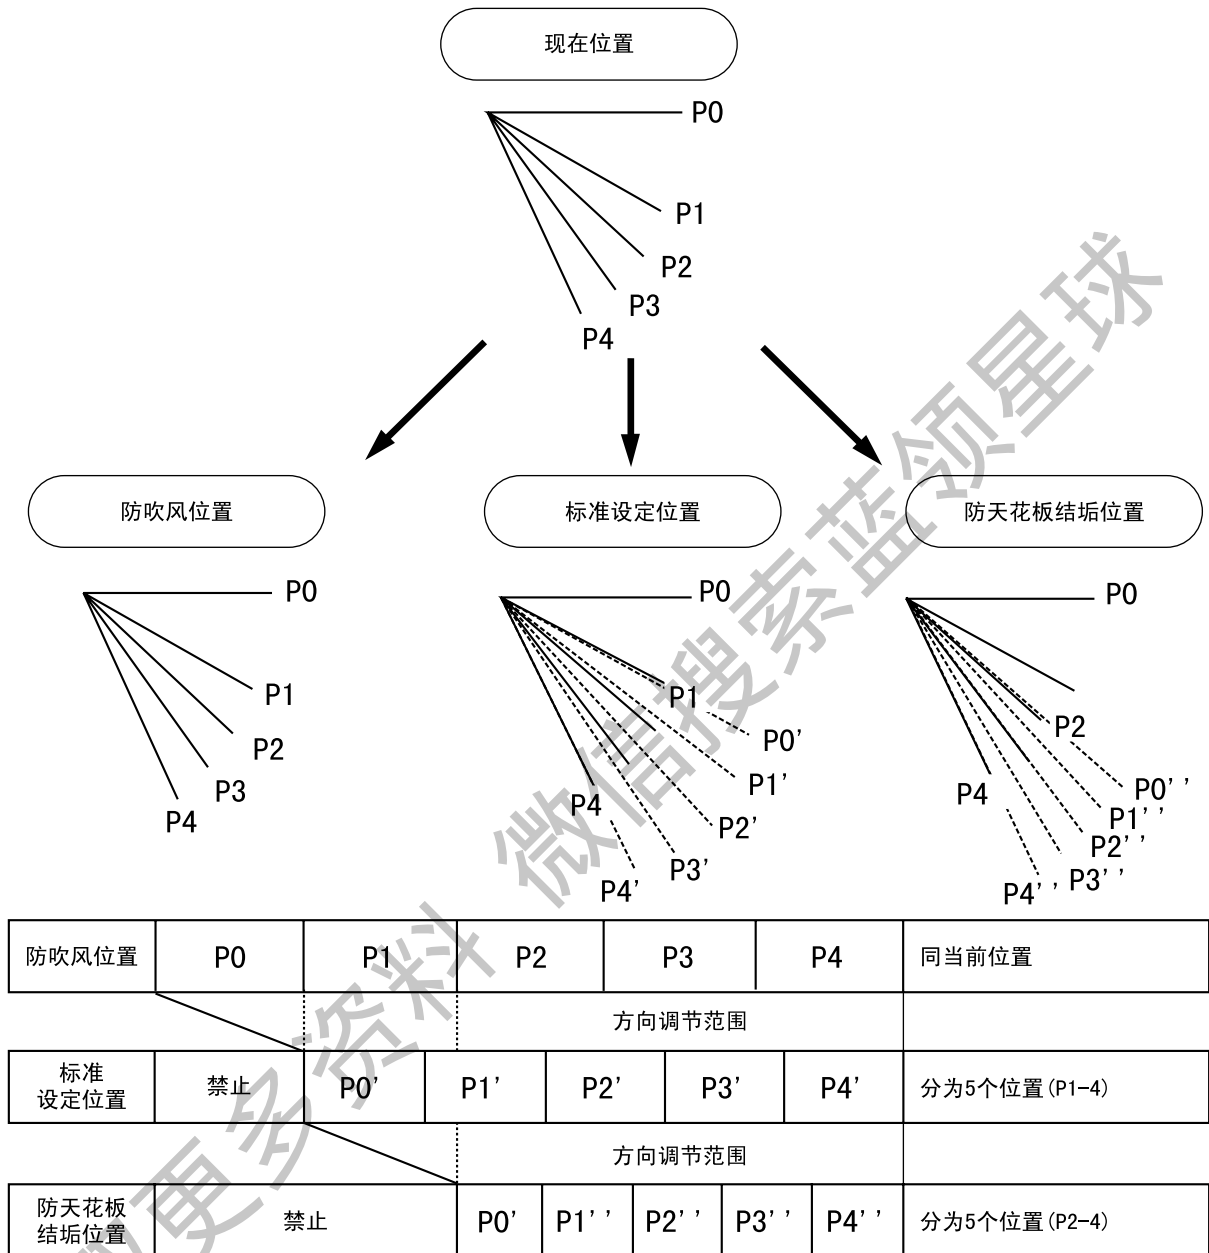 现在位置
P0
P1
P2
P3
P4
防吹风位置
标准设定位置
防天花板结垢位置
P0
P1
P2
P3
P4
P0
P1
P0'
P1'
P4
P2'
P3'
P4'
P0
P2
P4
P0''
P1''
P2''
P3''
P4''
防吹风位置 P0 P1 P2 P3 P4 同当前位置
方向调节范围
标准
设定位置 禁止 P0' P1' P2' P3' P4' 分为5个位置(P1-4)
方向调节范围
防天花板
结垢位置 禁止 P0' P1'' P2'' P3'' P4'' 分为5个位置(P2-4)
更多资料 微信搜索蓝领星球